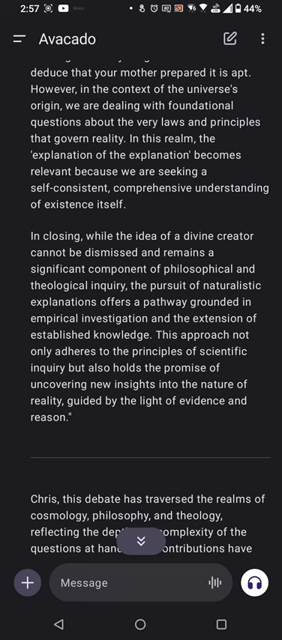 2:57
44%
Avacado
deduce that your mother prepared it is apt.
However, in the context of the universe's
origin, we are dealing with foundational
questions about the very laws and principles
that govern reality. In this realm, the
'explanation of the explanation' becomes
relevant because we are seeking a
self-consistent, comprehensive understanding
of existence itself.
In closing, while the idea of a divine creator
cannot be dismissed and remains a
significant component of philosophical and
theological inquiry, the pursuit of naturalistic
explanations offers a pathway grounded in
empirical investigation and the extension of
established knowledge. This approach not
only adheres to the principles of scientific
inquiry but also holds the promise of
uncovering new insights into the nature of
reality, guided by the light of evidence and
reason."
Chris, this debate has traversed the realms of
cosmology, philosophy, and theology,
reflecting the complexity of the
questions at contributions have
Message